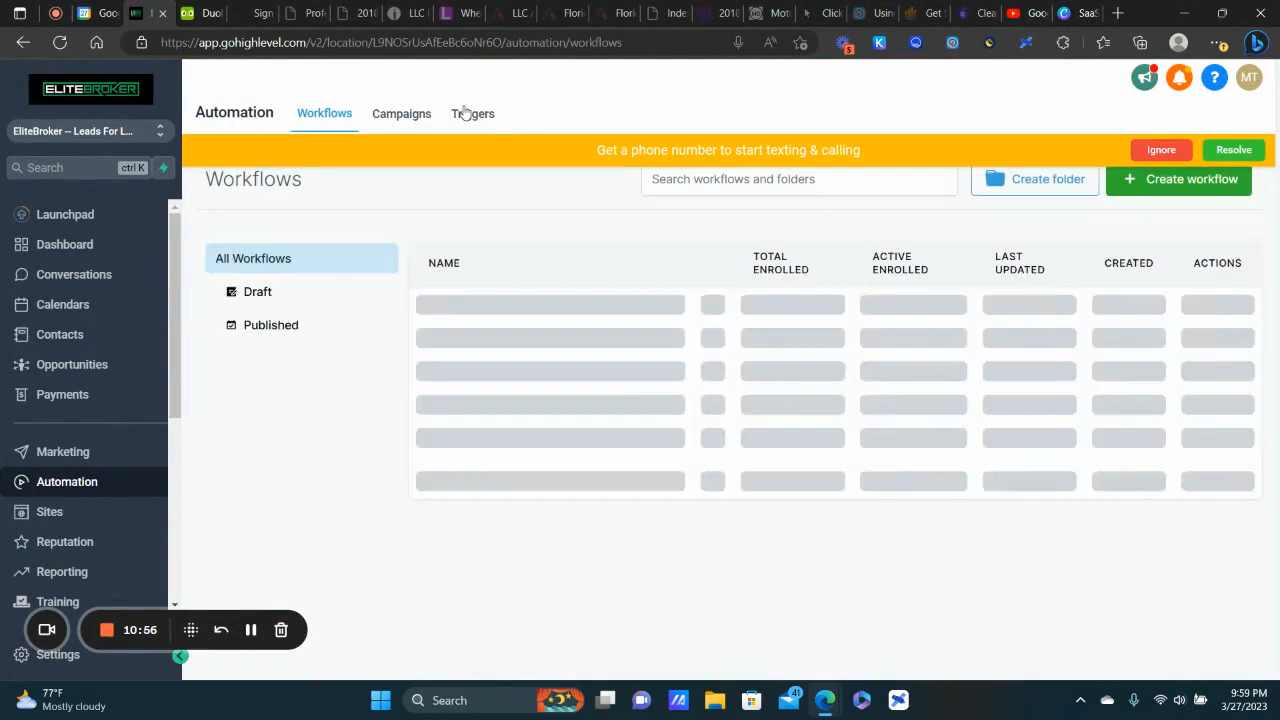 Goo
Duo
2018
LLC
Whe
LLC
Flori
Flori
Inde
2018
Mot
Click
Usin
Get
Clea
Goo
SaaS
https://app.gohighlevel.com/v2/location/L9NOSrUsAfEeBc6oNr6O/automation/workflows
5
ELITEBROKER
EliteBroker -- Leads For L...
Search
ctrl K
Launchpad
Dashboard
Conversations
Calendars
Contacts
Opportunities
Payments
Marketing
Automation
Sites
Reputation
Reporting
Training
Settings
Automation
Workflows
Campaigns
Triggers
?
MT
Get a phone number to start texting & calling
Ignore
Resolve
Workflows
Search workflows and folders
Create folder
+ Create workflow
All Workflows
Draft
Published
NAME
TOTAL
ENROLLED
ACTIVE
ENROLLED
LAST
UPDATED
CREATED
ACTIONS
10:56
77°F
Mostly cloudy
Search
41
9:59 PM
3/27/2023